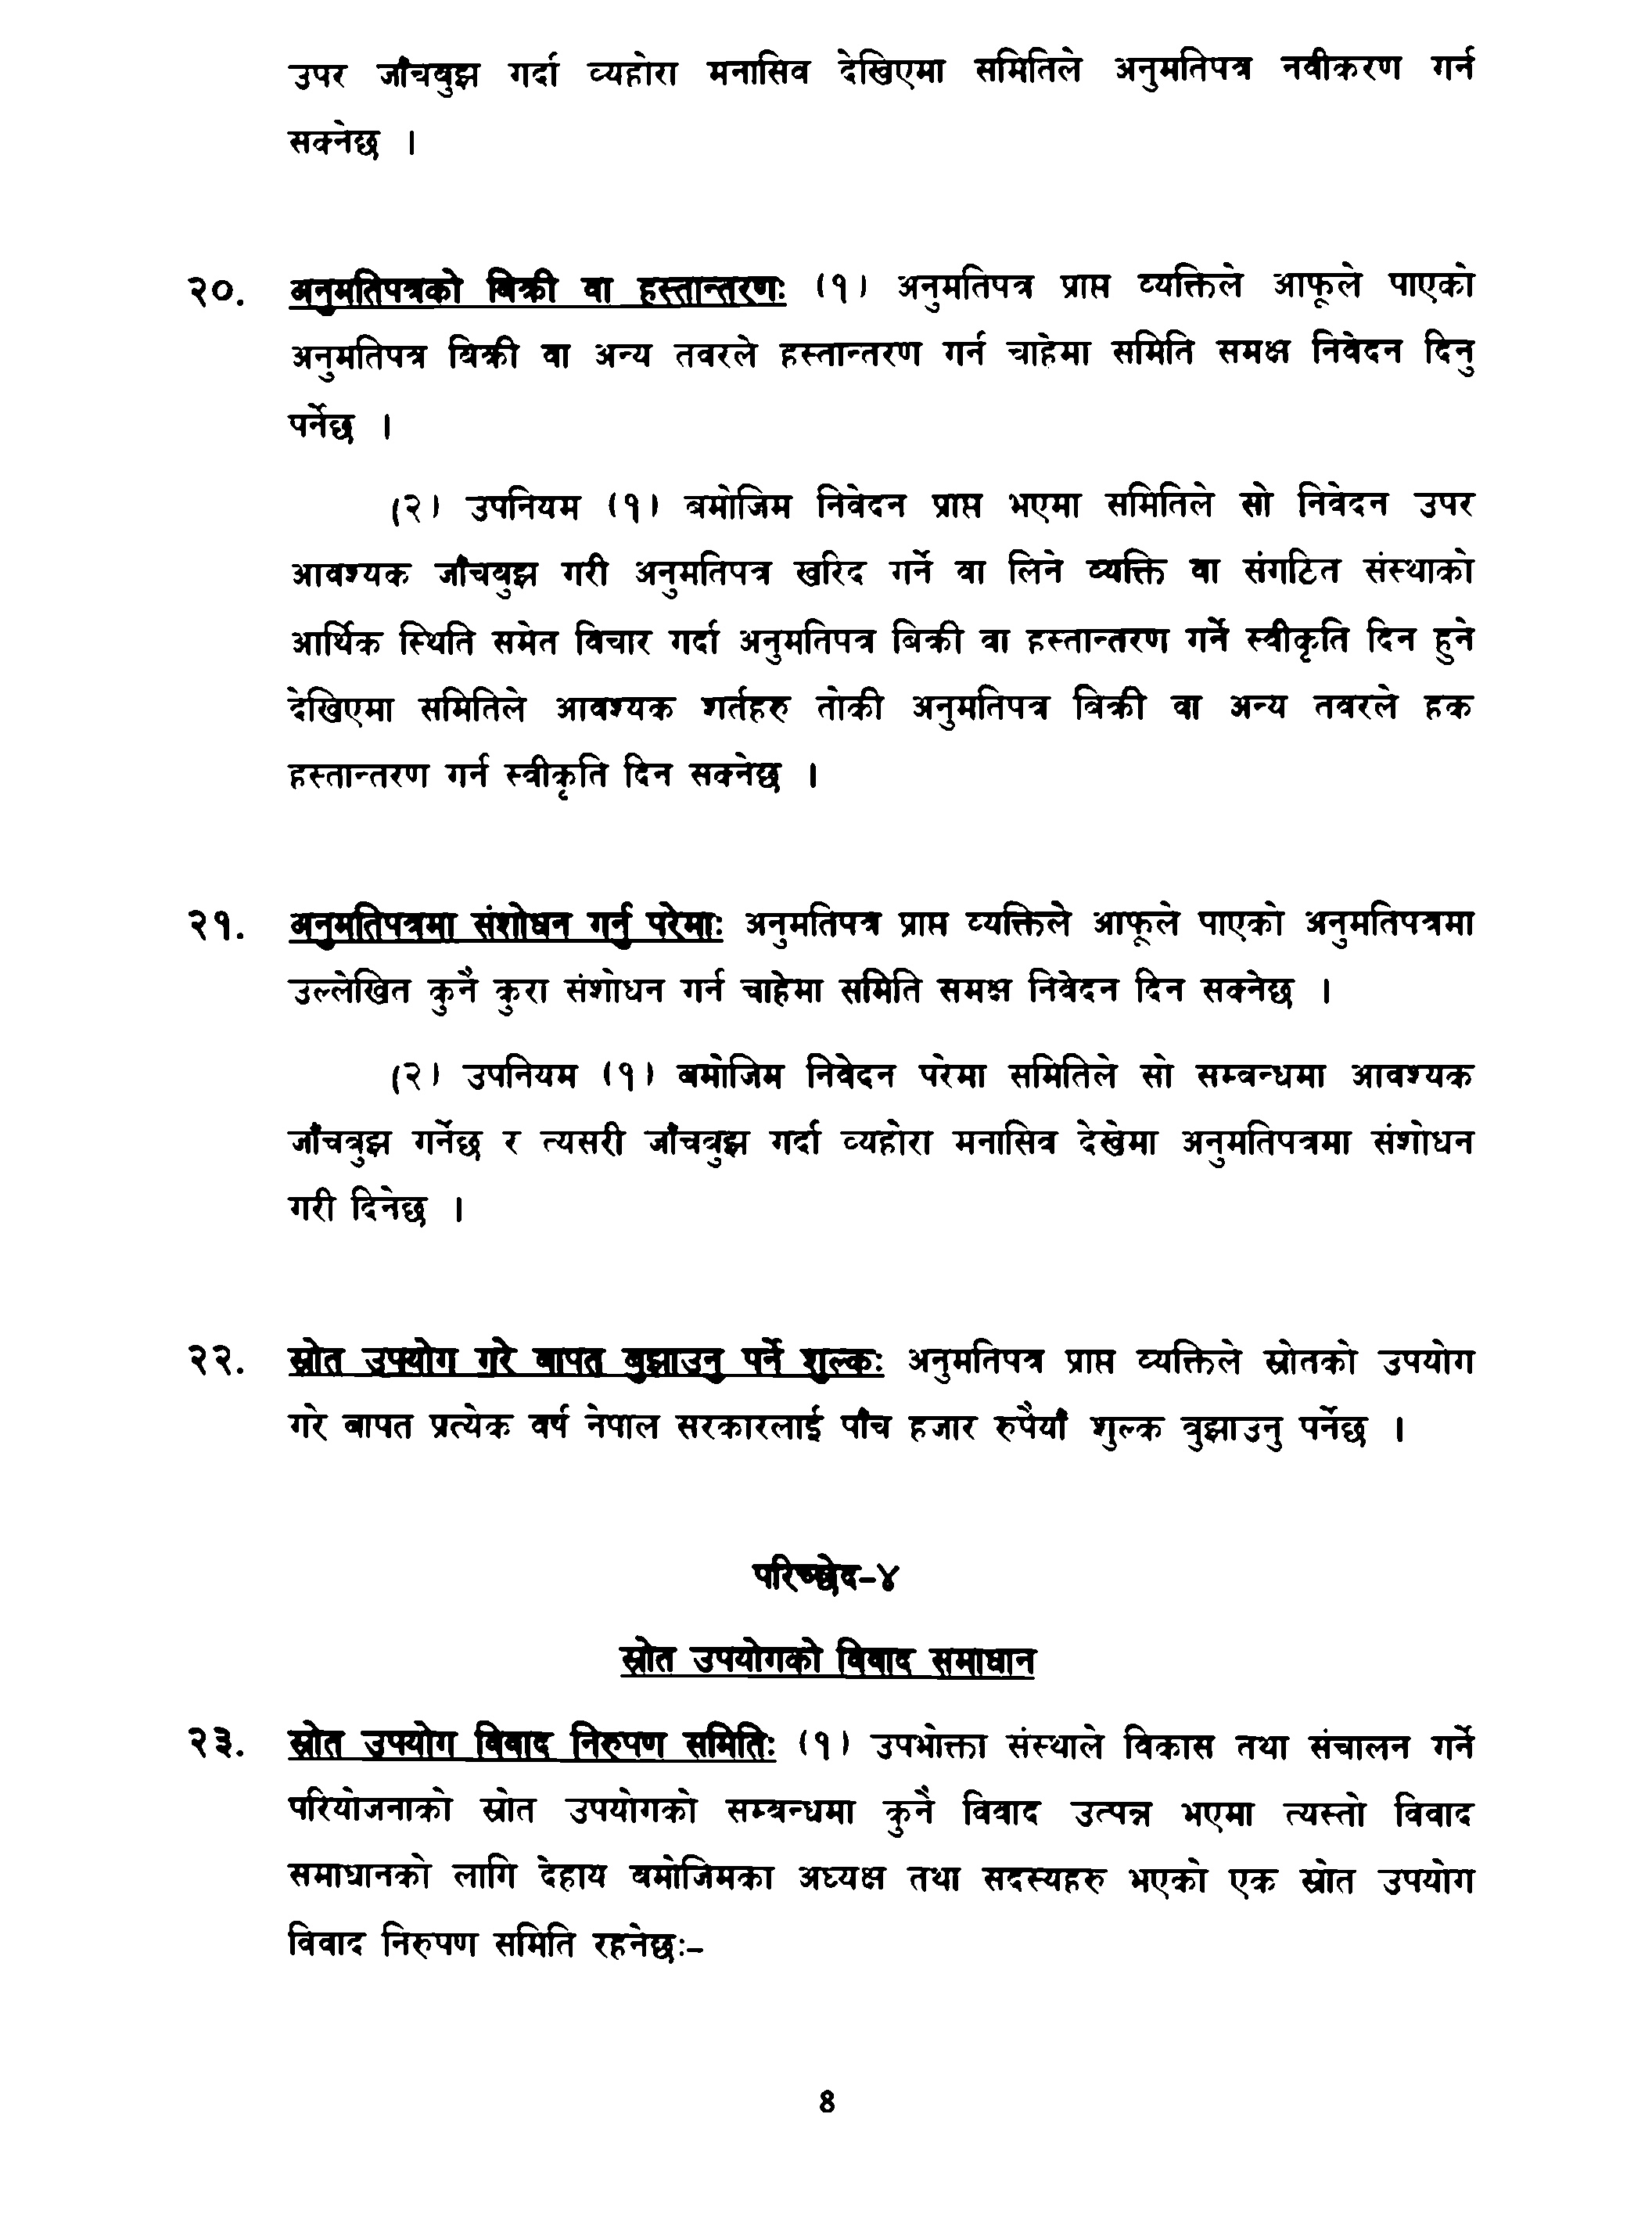 उपर जाँचबुझ गर्दा व्यहोरा मनासिब देखिएमा समितिले अनुमतिपत्र नवीकरण गर्न
सक्नेछ ।
२०. अनुमतिपत्रको बिक्री वा हस्तान्तरणः (१) अनुमतिपत्र प्राप्त व्यक्तिले आफूले पाएको
अनुमतिपत्र बिक्री वा अन्य तवरले हस्तान्तरण गर्न चाहेमा समिति समक्ष निवेदन दिनु
पर्नेछ ।
(२) उपनियम (१) बमोजिम निवेदन प्राप्त भएमा समितिले सो निवेदन उपर
आवश्यक जाँचबुझ गरी अनुमतिपत्र खरिद गर्ने वा लिने व्यक्ति वा संगठित संस्थाको
आर्थिक स्थिति समेत विचार गर्दा अनुमतिपत्र बिक्री वा हस्तान्तरण गर्ने स्वीकृति दिन हुने
देखिएमा समितिले आवश्यक शर्तहरु तोकी अनुमतिपत्र बिक्री वा अन्य तवरले हक
हस्तान्तरण गर्न स्वीकृति दिन सक्नेछ ।
२१. अनुमतिपत्रमा संशोधन गर्नु परेमाः अनुमतिपत्र प्राप्त व्यक्तिले आफूले पाएको अनुमतिपत्रमा
उल्लेखित कुनै कुरा संशोधन गर्न चाहेमा समिति समक्ष निवेदन दिन सक्नेछ ।
(२) उपनियम (१) बमोजिम निवेदन परेमा समितिले सो सम्बन्धमा आवश्यक
जाँचबुझ गर्नेछ र त्यसरी जाँचबुझ गर्दा व्यहोरा मनासिब देखेमा अनुमतिपत्रमा संशोधन
गरी दिनेछ ।
२२. स्रोत उपयोग गरे बापत बुझाउनु पर्ने शुल्कः अनुमतिपत्र प्राप्त व्यक्तिले स्रोतको उपयोग
गरे बापत प्रत्येक वर्ष नेपाल सरकारलाई पाँच हजार रुपैयाँ शुल्क बुझाउनु पर्नेछ ।
परिच्छेद-४
स्रोत उपयोगको विवाद समाधान
२३. स्रोत उपयोग विवाद निरुपण समितिः (१) उपभोक्ता संस्थाले विकास तथा संचालन गर्ने
परियोजनाको स्रोत उपयोगको सम्बन्धमा कुनै विवाद उत्पन्न भएमा त्यस्तो विवाद
समाधानको लागि देहाय बमोजिमका अध्यक्ष तथा सदस्यहरु भएको एक स्रोत उपयोग
विवाद निरुपण समिति रहनेछः-
8